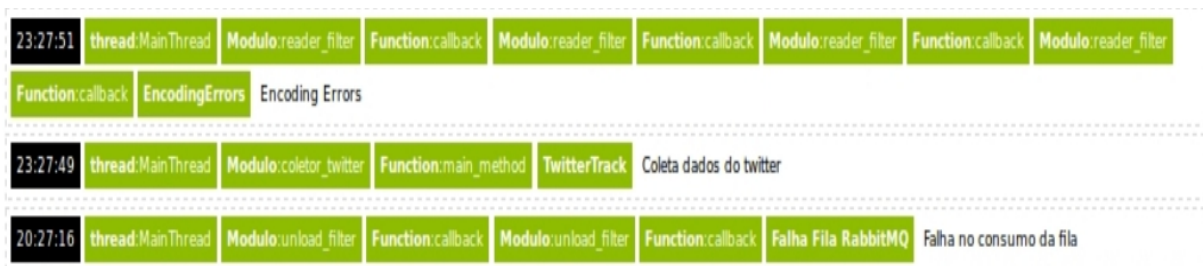 23:27:51 thread:MainThread Modulo:reader_filter Function:callback Modulo:reader_filter Function:callback Modulo:reader_filter Function:callback Modulo:reader_filter
Function:callback EncodingErrors Encoding Errors
23:27:49 thread:MainThread Modulo:coletor_twitter Function:main_method TwitterTrack Coleta dados do twitter
20:27:16 thread:MainThread Modulo:unload_filter Function:callback Modulo:unload_filter Function:callback Falha Fila RabbitMQ Falha no consumo da fila